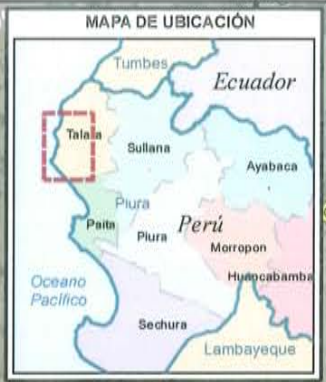 MAPA DE UBICACIÓN
Tumbes
Ecuador
Talara
Sullana
Ayabaca
Piura
Paita
Piura
Perú
Morropon
Huancabamba
Oceano
Pacífico
Sechura
Lambayeque